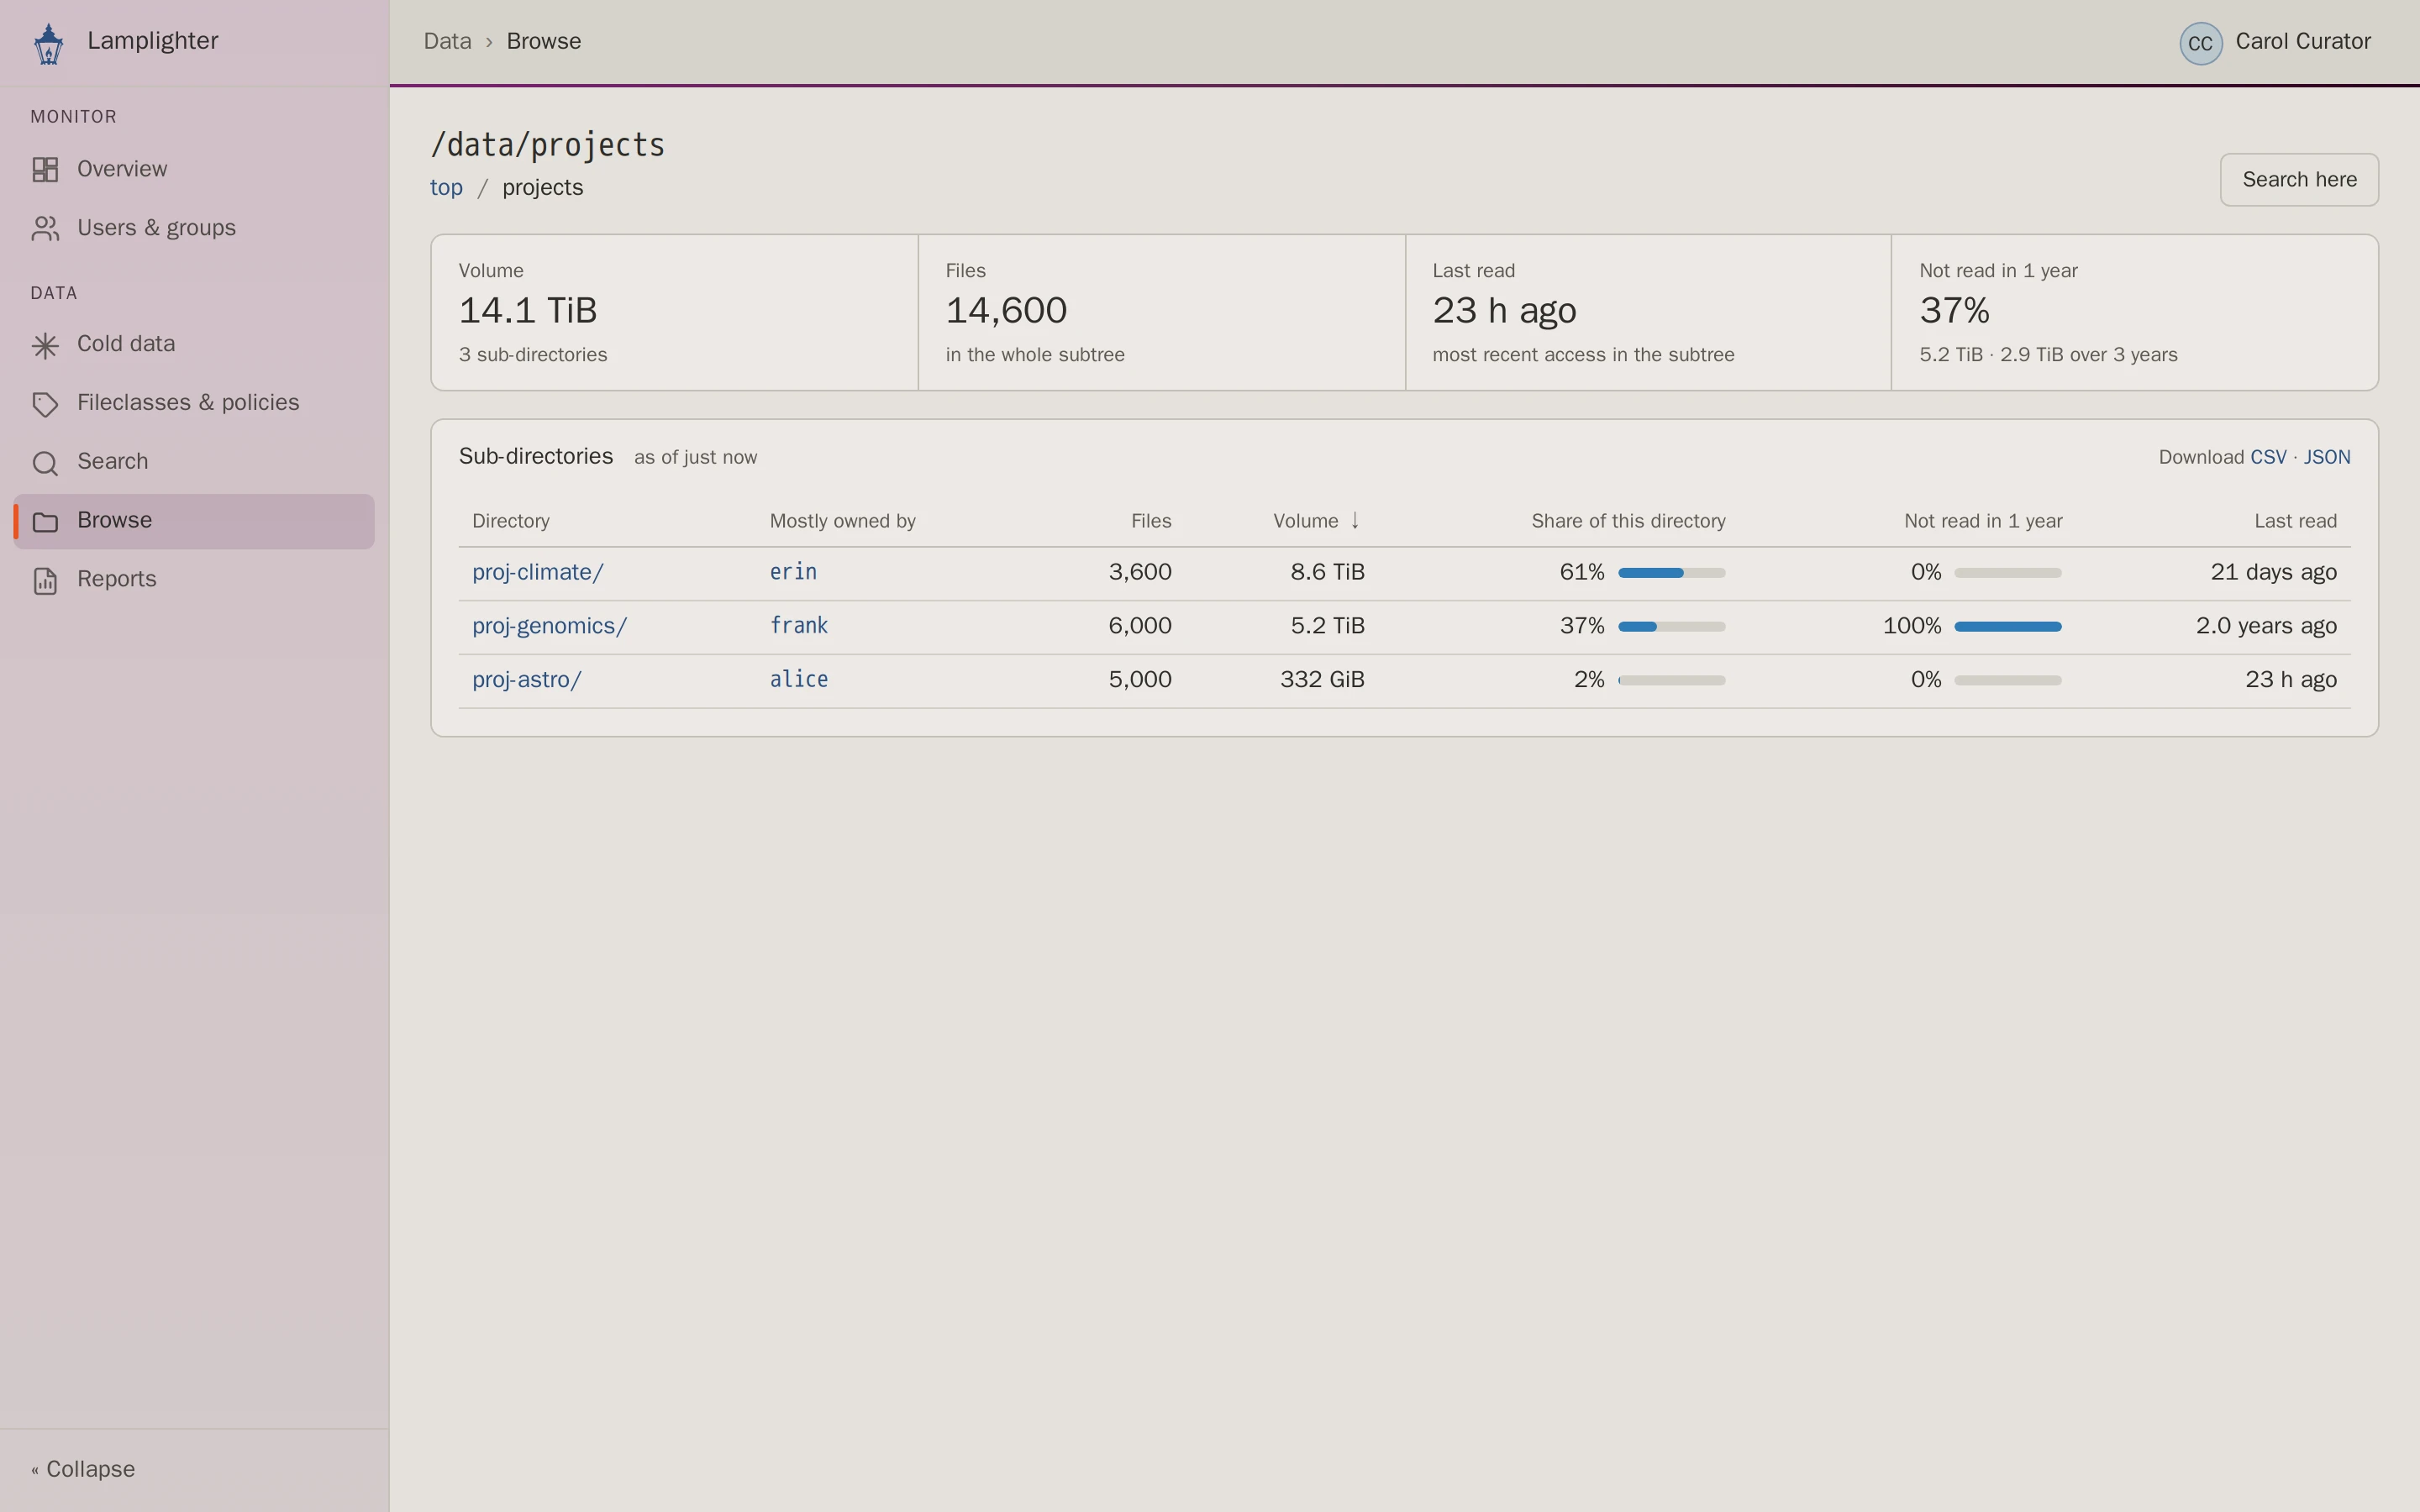 Lamplighter
Data › Browse
CC Carol Curator
MONITOR
Overview
Users & groups
DATA
Cold data
Fileclasses & policies
Search
Browse
Reports
« Collapse
/data/projects
top / projects
Search here
Volume
14.1 TiB
3 sub-directories
Files
14,600
in the whole subtree
Last read
23 h ago
most recent access in the subtree
Not read in 1 year
37%
5.2 TiB · 2.9 TiB over 3 years
Sub-directories as of just now
Download CSV · JSON
Directory Mostly owned by Files Volume ↓ Share of this directory Not read in 1 year Last read
proj-climate/ erin 3,600 8.6 TiB 61% 0% 21 days ago
proj-genomics/ frank 6,000 5.2 TiB 37% 100% 2.0 years ago
proj-astro/ alice 5,000 332 GiB 2% 0% 23 h ago